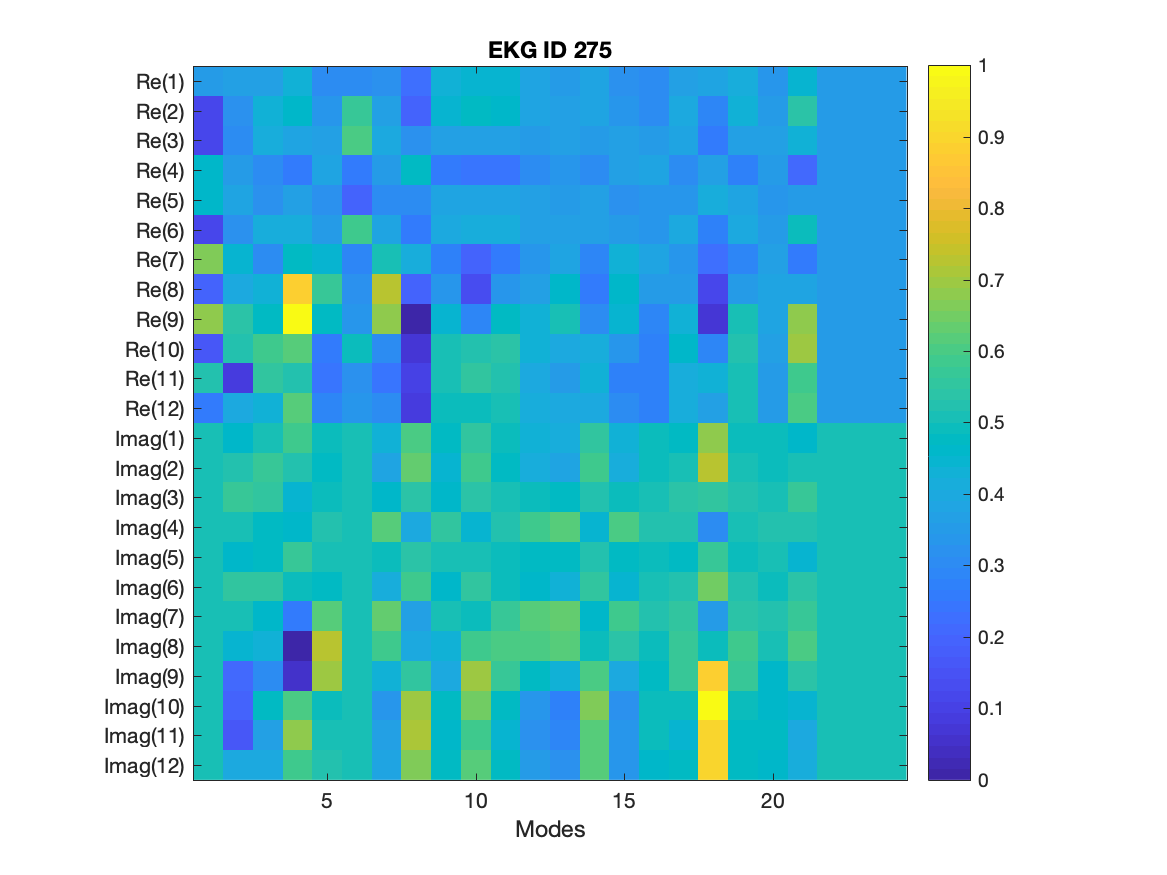 EKG ID 275
Re(1)
Re(2)
Re(3)
Re(4)
Re(5)
Re(6)
Re(7)
Re(8)
Re(9)
Re(10)
Re(11)
Re(12)
Imag(1)
Imag(2)
Imag(3)
Imag(4)
Imag(5)
Imag(6)
Imag(7)
Imag(8)
Imag(9)
Imag(10)
Imag(11)
Imag(12)
5 10 15 20
Modes
1
0.9
0.8
0.7
0.6
0.5
0.4
0.3
0.2
0.1
0